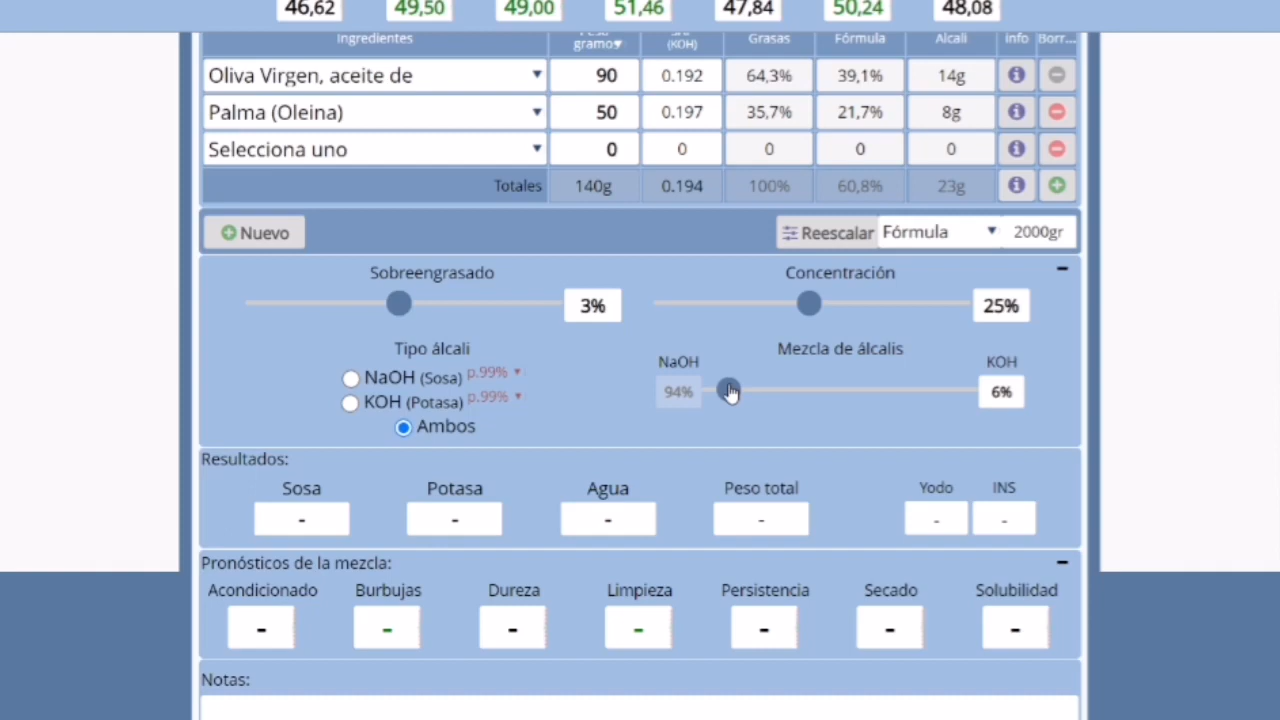 46,62 49,50 49,00 51,46 47,84 50,24 48,08
Ingredientes gramos (KOH) Grasas Fórmula Álcali Info Borr...
Oliva Virgen, aceite de 90 0.192 64,3% 39,1% 14g
Palma (Oleina) 50 0.197 35,7% 21,7% 8g
Selecciona uno 0 0 0 0 0
Totales 140g 0.194 100% 60,8% 23g
Nuevo Reescalar Fórmula 2000gr
Sobreengrasado Concentración
3% 25%
Tipo álcali Mezcla de álcalis
NaOH KOH
NaOH (Sosa) p.99%
94% 6%
KOH (Potasa) p.99%
Ambos
Resultados:
Sosa Potasa Agua Peso total Yodo INS
- - - - - -
Pronósticos de la mezcla:
Acondicionado Burbujas Dureza Limpieza Persistencia Secado Solubilidad
- - - - - - -
Notas: